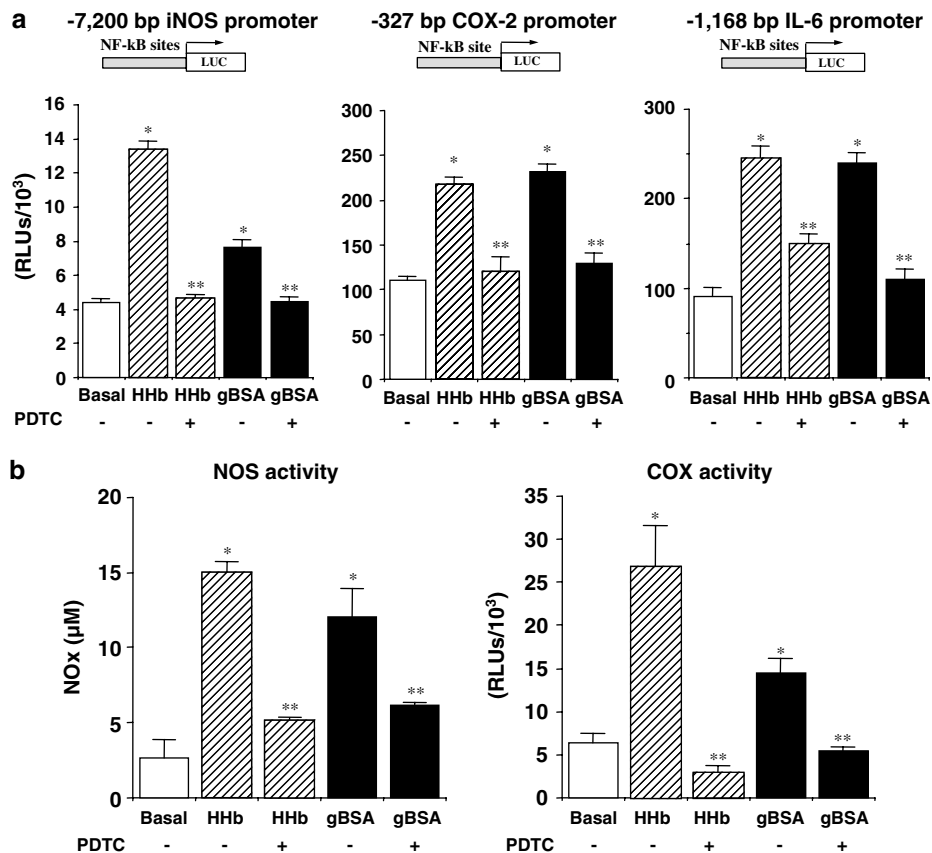 a
-7,200 bp iNOS promoter
-327 bp COX-2 promoter
-1,168 bp IL-6 promoter
NF-kB sites
LUC
NF-kB site
LUC
NF-kB sites
LUC
(RLUs/10³)
16
14
12
10
8
6
4
2
0
*
**
*
**
Basal HHb HHb gBSA gBSA
PDTC - - + - +
300
250
200
150
100
50
0
*
**
*
**
Basal HHb HHb gBSA gBSA
- - + - +
300
200
100
0
*
**
*
**
Basal HHb HHb gBSA gBSA
- - + - +
b
NOS activity
NOx (µM)
20
15
10
5
0
*
**
*
**
Basal HHb HHb gBSA gBSA
PDTC - - + - +
COX activity
(RLUs/10³)
35
30
25
20
15
10
5
0
*
**
*
**
Basal HHb HHb gBSA gBSA
PDTC - - + - +